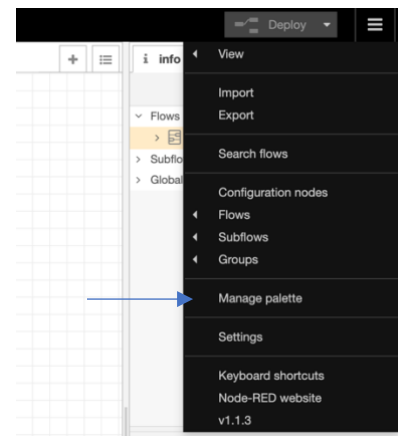 Deploy
i info
View
Import
Export
Flows
Search flows
Subflo
Global
Configuration nodes
Flows
Subflows
Groups
Manage palette
Settings
Keyboard shortcuts
Node-RED website
v1.1.3